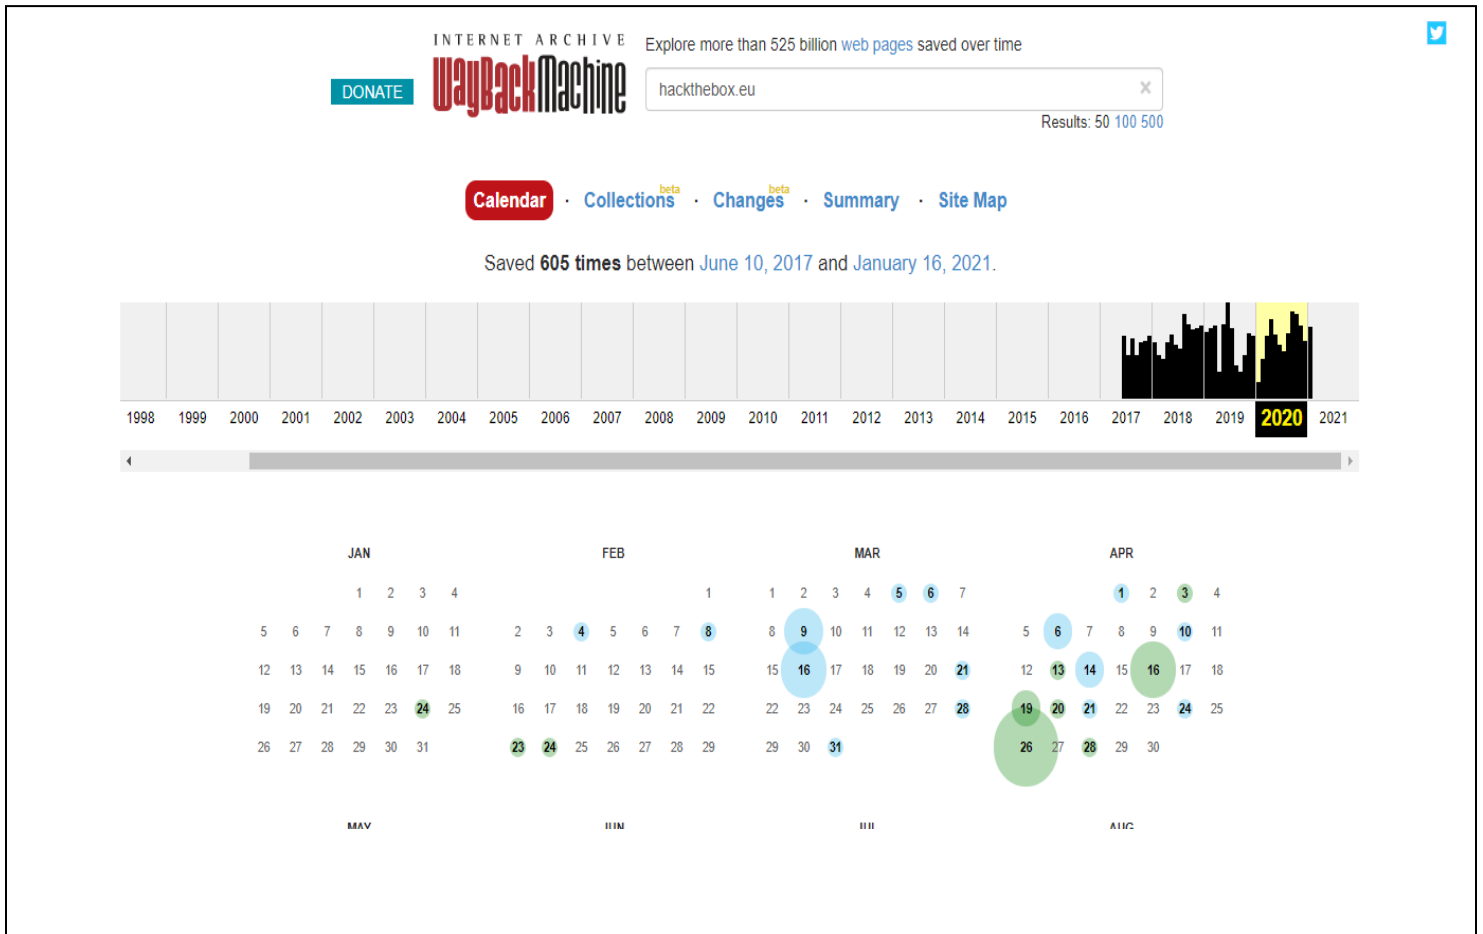 INTERNET ARCHIVE
WayBackMachine
DONATE
Explore more than 525 billion web pages saved over time
hackthebox.eu ×
Results: 50 100 500
Calendar · Collections beta · Changes beta · Summary · Site Map
Saved 605 times between June 10, 2017 and January 16, 2021.
1998 1999 2000 2001 2002 2003 2004 2005 2006 2007 2008 2009 2010 2011 2012 2013 2014 2015 2016 2017 2018 2019 2020 2021
JAN
1 2 3 4
5 6 7 8 9 10 11
12 13 14 15 16 17 18
19 20 21 22 23 24 25
26 27 28 29 30 31
FEB
1
2 3 4 5 6 7 8
9 10 11 12 13 14 15
16 17 18 19 20 21 22
23 24 25 26 27 28 29
MAR
1 2 3 4 5 6 7
8 9 10 11 12 13 14
15 16 17 18 19 20 21
22 23 24 25 26 27 28
29 30 31
APR
1 2 3 4
5 6 7 8 9 10 11
12 13 14 15 16 17 18
19 20 21 22 23 24 25
26 27 28 29 30
MAY JUN JUL AUG